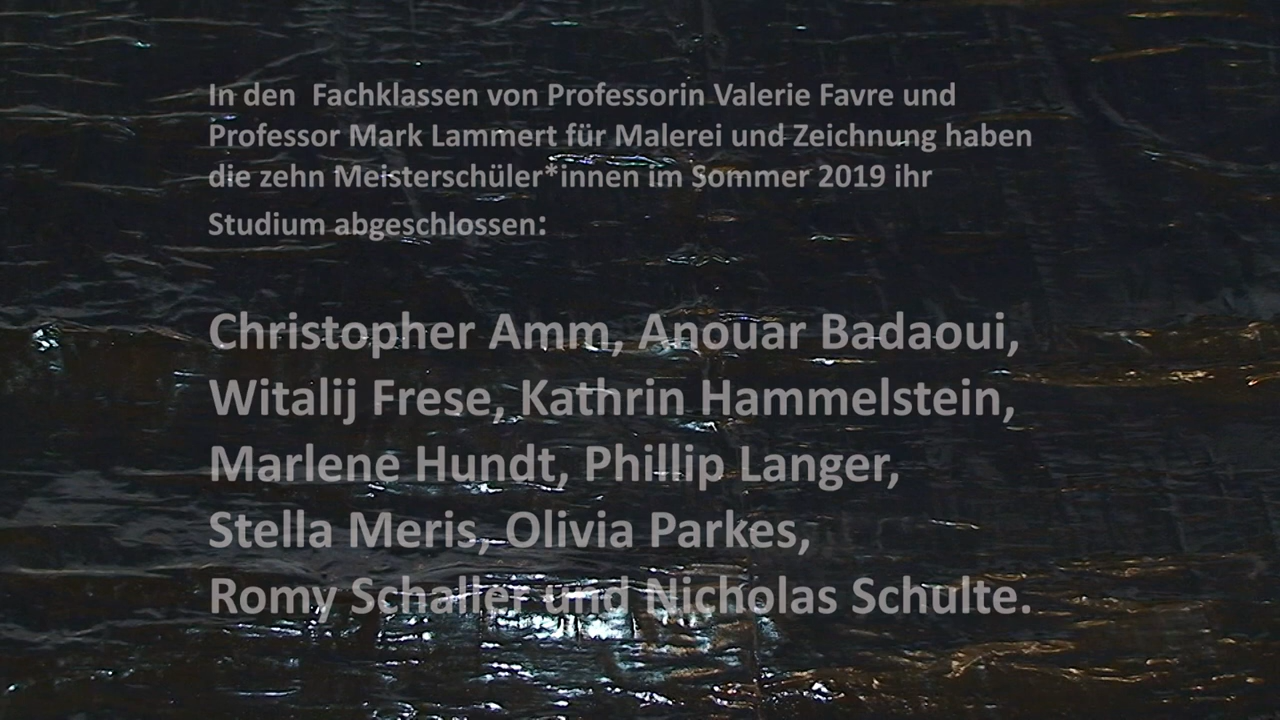 In den  Fachklassen von Professorin Valerie Favre und
Professor Mark Lammert für Malerei und Zeichnung haben
die zehn Meisterschüler*innen im Sommer 2019 ihr
Studium abgeschlossen:
Christopher Amm, Anouar Badaoui,
Witalij Frese, Kathrin Hammelstein,
Marlene Hundt, Phillip Langer,
Stella Meris, Olivia Parkes,
Romy Schaller und Nicholas Schulte.